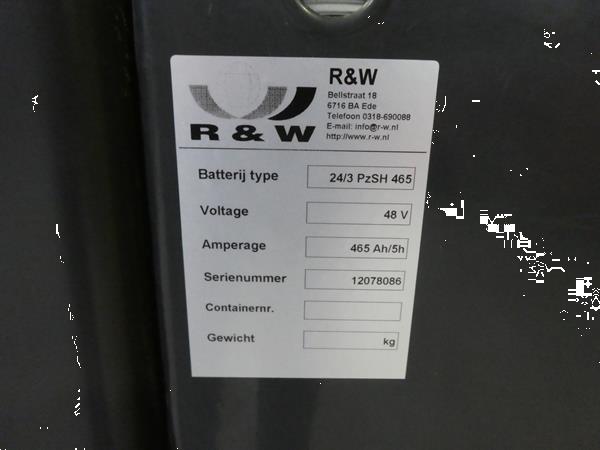 R & W
R&W
Bellstraat 18
6716 BA Ede
Telefoon 0318-690088
E-mail: info@r-w.nl
http://www.r-w.nl
Batterij type 24/3 PzSH 465
Voltage 48 V
Amperage 465 Ah/5h
Serienummer 12078086
Containernr.
Gewicht kg